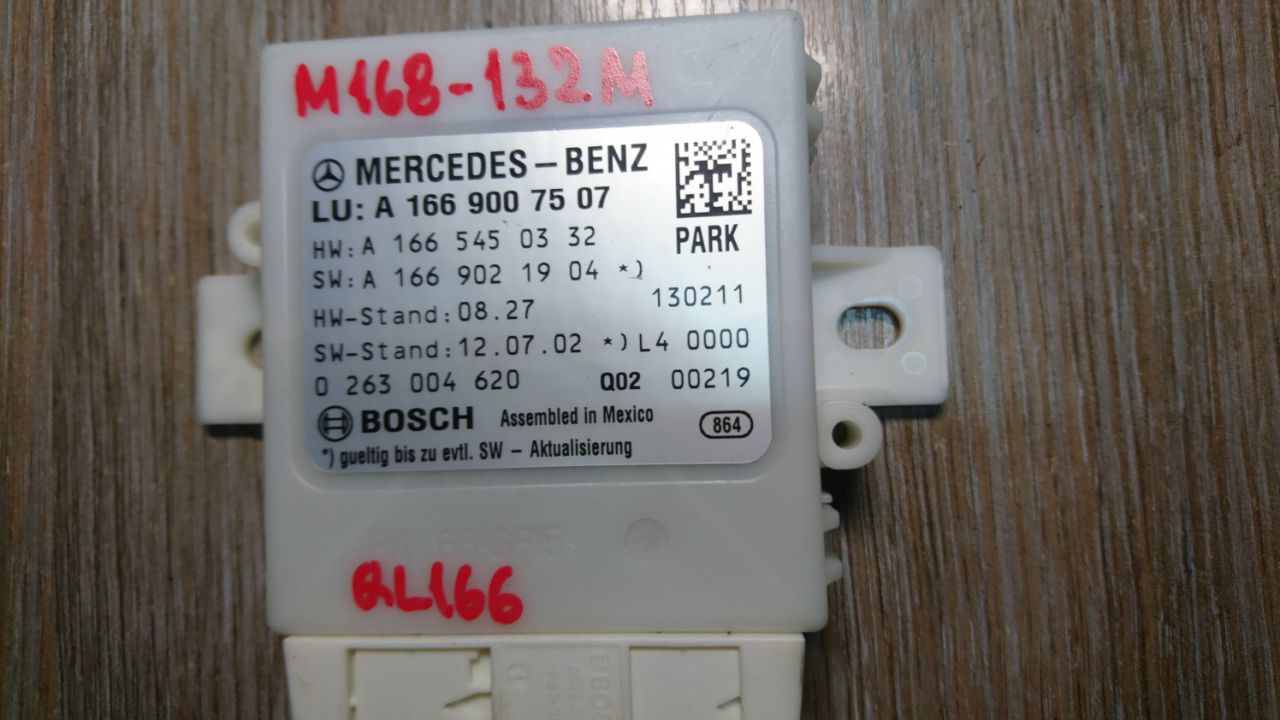 M168-132M
MERCEDES-BENZ
LU: A 166 900 75 07
PARK
HW: A 166 545 03 32
SW: A 166 902 19 04 *)
HW-Stand: 08.27 130211
SW-Stand: 12.07.02 *) L4 0000
0 263 004 620 Q02 00219
BOSCH Assembled in Mexico 864
*) gueltig bis zu evtl. SW - Aktualisierung